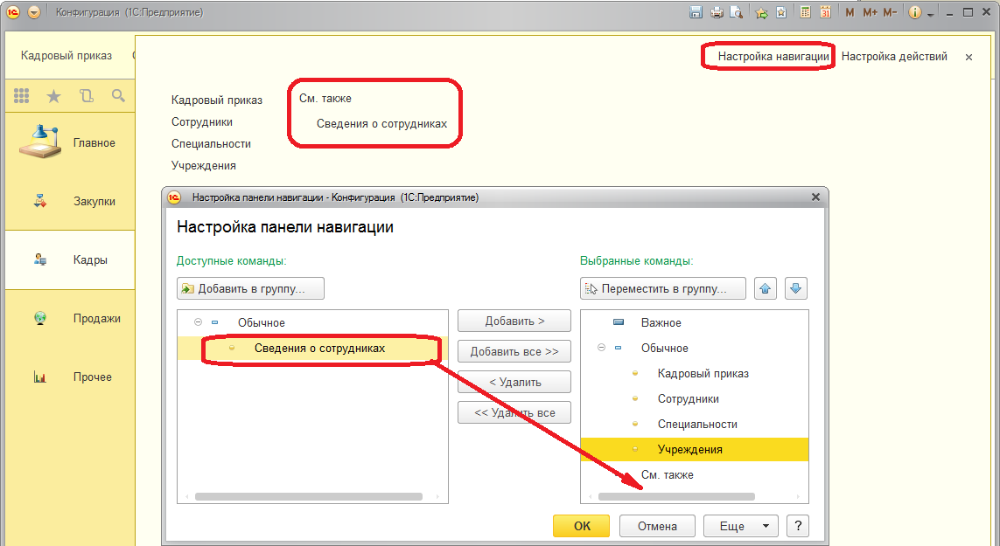 Конфигурация (1С:Предприятие)
M M+ M-
31
Кадровый приказ
Настройка навигации Настройка действий
Кадровый приказ
Сотрудники
Специальности
Учреждения
См. также
Сведения о сотрудниках
Главное
Закупки
Кадры
Продажи
Прочее
Настройка панели навигации - Конфигурация (1С:Предприятие)
Настройка панели навигации
Доступные команды:
Добавить в группу...
Обычное
Сведения о сотрудниках
Добавить >
Добавить все >>
< Удалить
<< Удалить все
Выбранные команды:
Переместить в группу...
Важное
Обычное
Кадровый приказ
Сотрудники
Специальности
Учреждения
См. также
ОК
Отмена
Еще
?